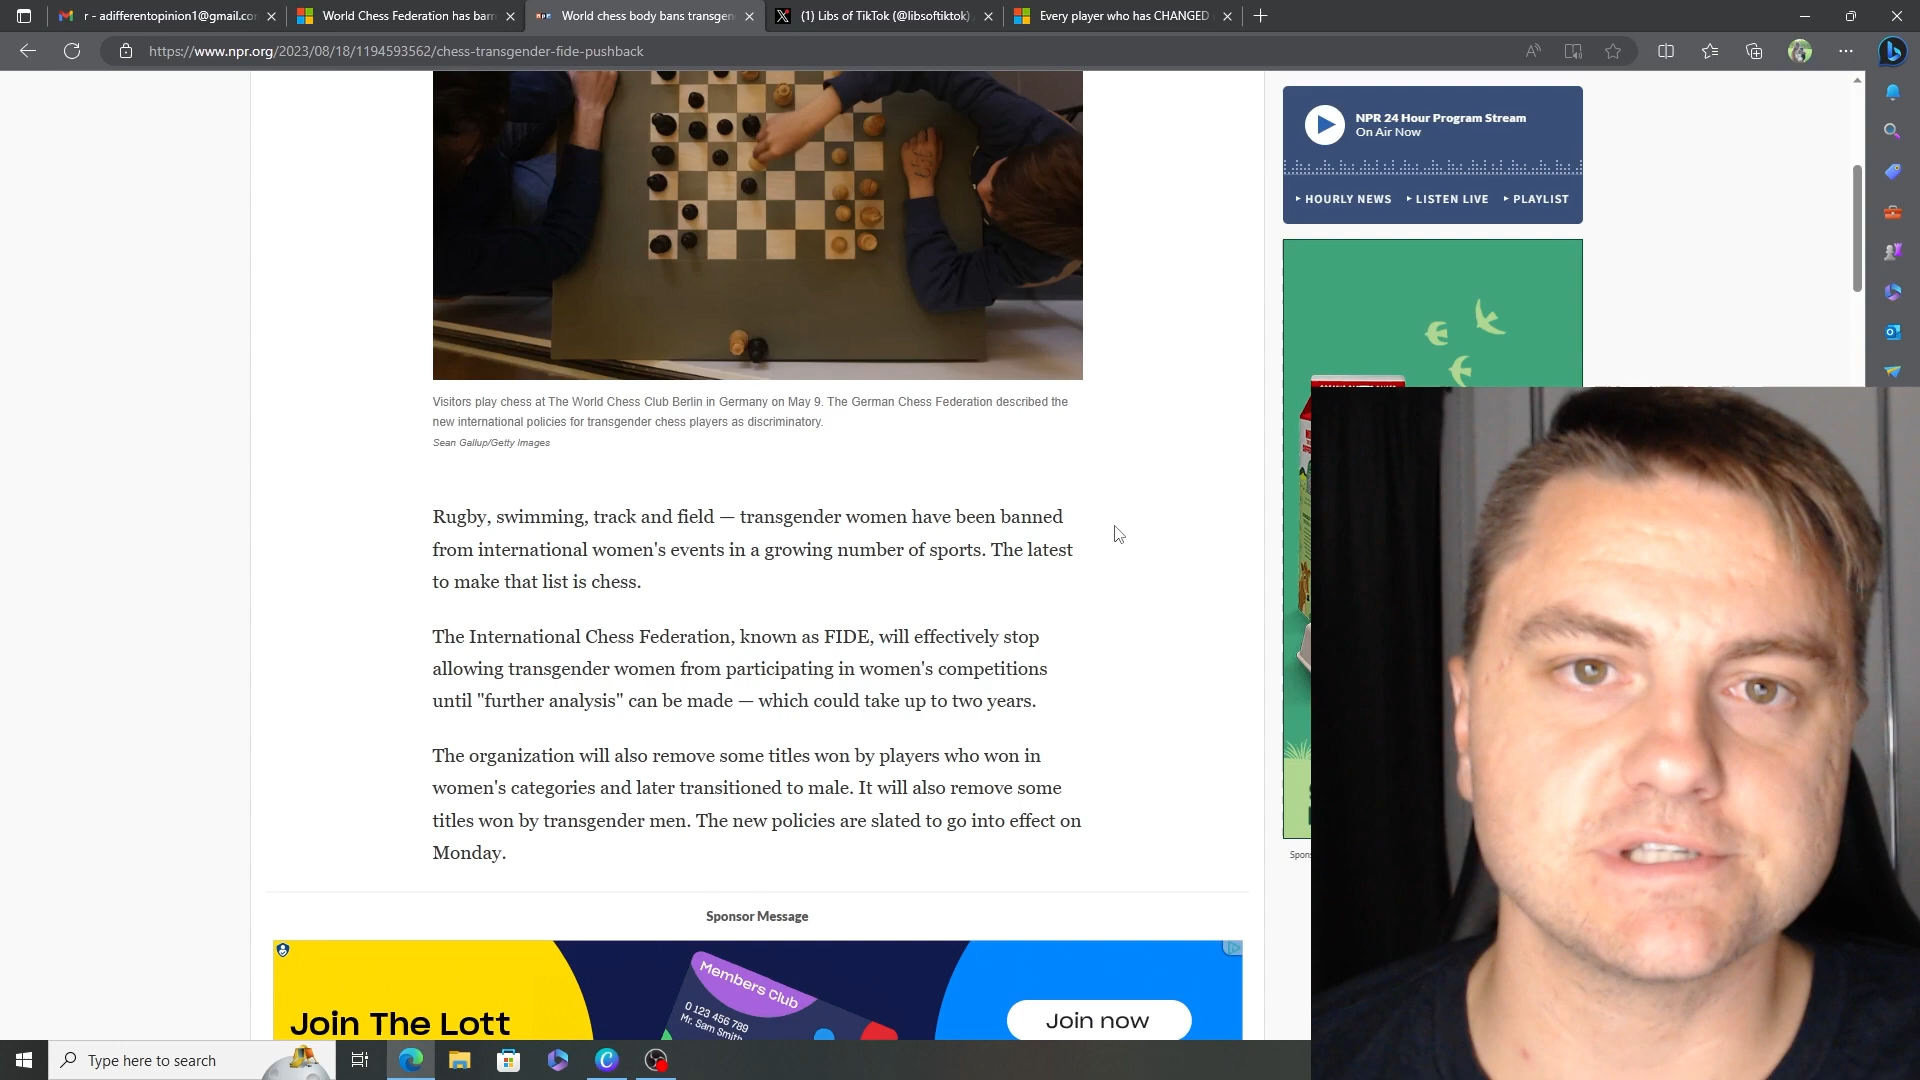 r - adifferentopinion1@gmail.co
World Chess Federation has ban
npr
World chess body bans transgen
(1) Libs of TikTok (@libsoftiktok)
Every player who has CHANGED
https://www.npr.org/2023/08/18/1194593562/chess-transgender-fide-pushback
NPR 24 Hour Program Stream
On Air Now
HOURLY NEWS
LISTEN LIVE
PLAYLIST
Visitors play chess at The World Chess Club Berlin in Germany on May 9. The German Chess Federation described the
new international policies for transgender chess players as discriminatory.
Sean Gallup/Getty Images
Rugby, swimming, track and field — transgender women have been banned
from international women's events in a growing number of sports. The latest
to make that list is chess.
The International Chess Federation, known as FIDE, will effectively stop
allowing transgender women from participating in women's competitions
until "further analysis" can be made — which could take up to two years.
The organization will also remove some titles won by players who won in
women's categories and later transitioned to male. It will also remove some
titles won by transgender men. The new policies are slated to go into effect on
Monday.
Spons
Sponsor Message
Join The Lott
Members Club
0 123 456 789
Mr. Sam Smith
Join now
Type here to search